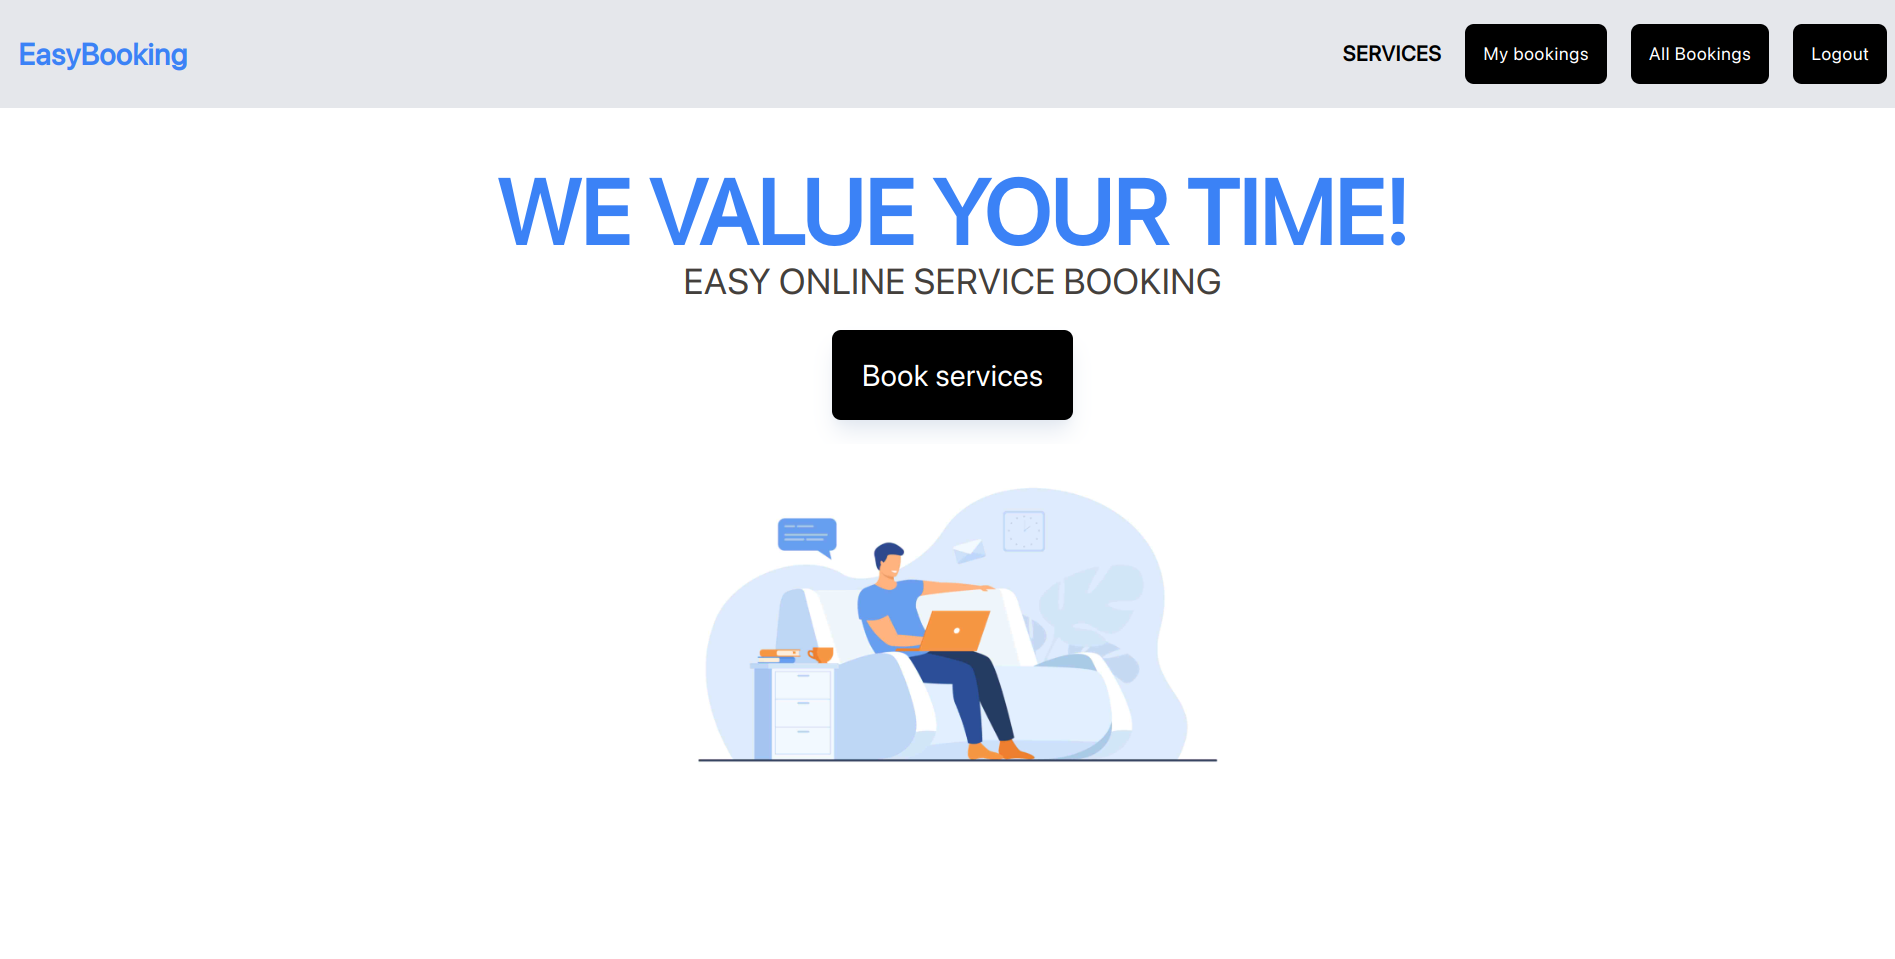 EasyBooking
SERVICES
My bookings
All Bookings
Logout
WE VALUE YOUR TIME!
EASY ONLINE SERVICE BOOKING
Book services